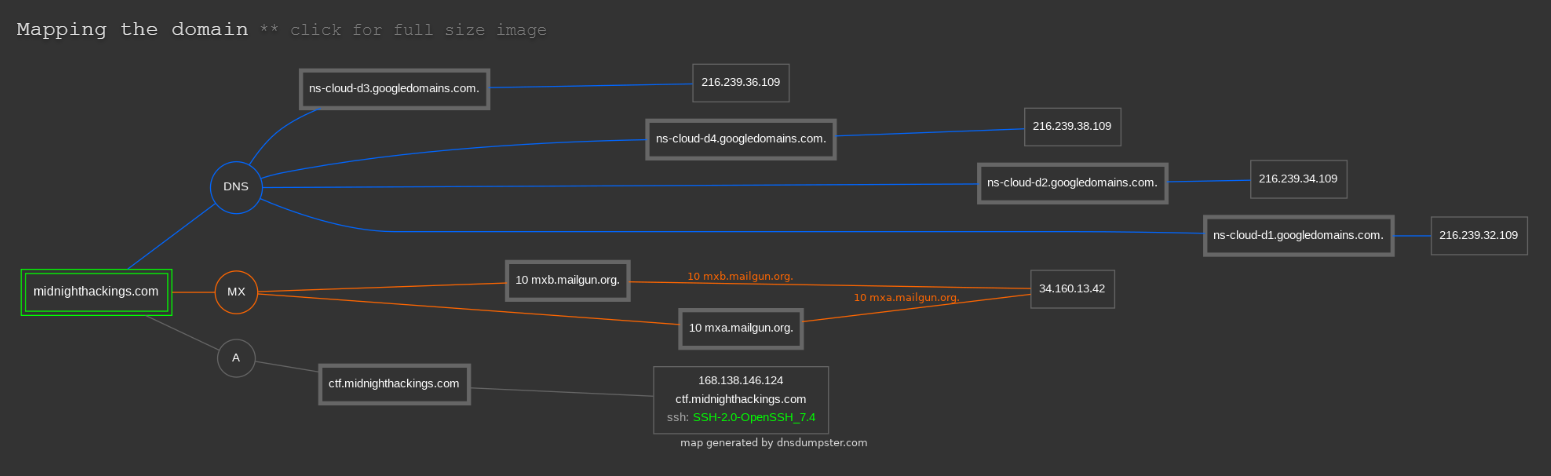 Mapping the domain ** click for full size image
ns-cloud-d3.googledomains.com.
216.239.36.109
ns-cloud-d4.googledomains.com.
216.239.38.109
DNS
ns-cloud-d2.googledomains.com.
216.239.34.109
ns-cloud-d1.googledomains.com.
216.239.32.109
midnighthackings.com
MX
10 mxb.mailgun.org.
10 mxb.mailgun.org.
34.160.13.42
10 mxa.mailgun.org.
10 mxa.mailgun.org.
A
ctf.midnighthackings.com
168.138.146.124
ctf.midnighthackings.com
ssh: SSH-2.0-OpenSSH_7.4
map generated by dnsdumpster.com